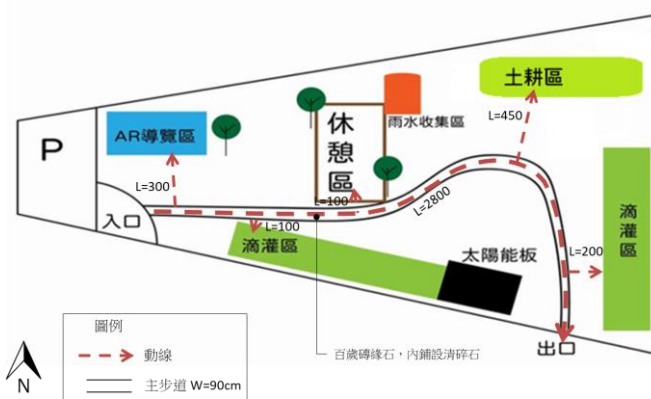 土耕區
P
AR導覽區
休憩區
雨水收集區
L=450
L=300
L=100
L=2800
入口
L=100
滴灌區
太陽能板
L=200
滴灌區
百歲磚緣石，內鋪設清碎石
出口
圖例
動線
主步道 W=90cm
N